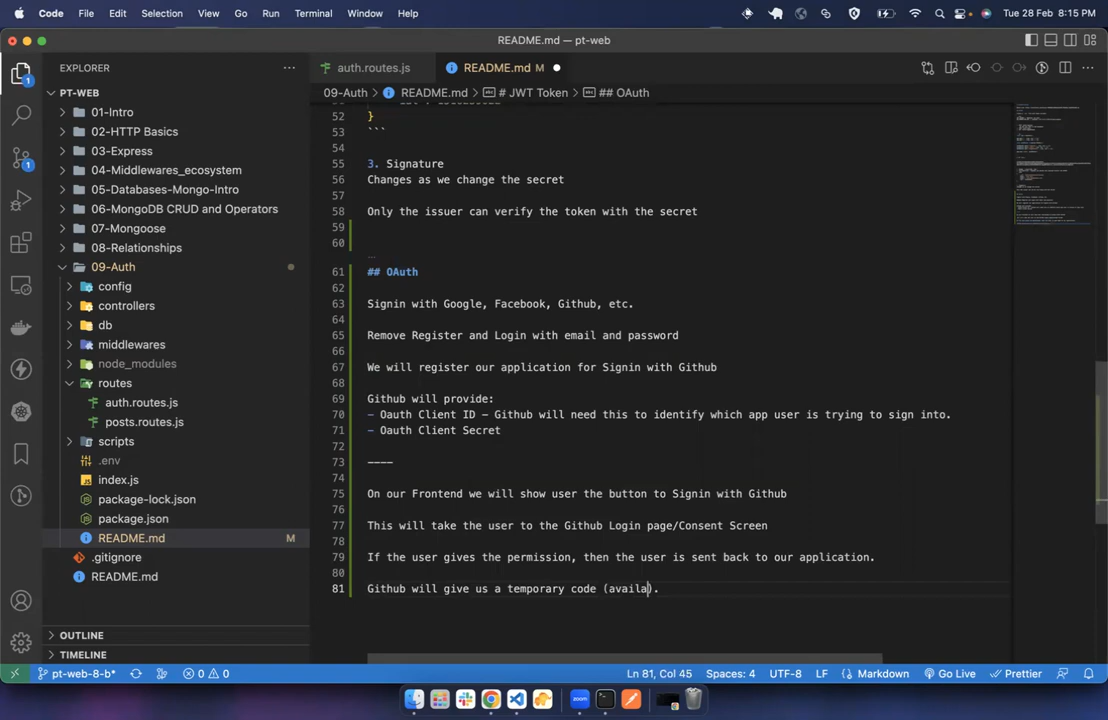 Code File Edit Selection View Go Run Terminal Window Help Tue 28 Feb 8:15 PM
README.md — pt-web
EXPLORER
auth.routes.js
README.md M
09-Auth > README.md > # JWT Token > ## OAuth
PT-WEB
01-Intro
02-HTTP Basics
03-Express
04-Middlewares_ecosystem
05-Databases-Mongo-Intro
06-MongoDB CRUD and Operators
07-Mongoose
08-Relationships
09-Auth
config
controllers
db
middlewares
node_modules
routes
auth.routes.js
posts.routes.js
scripts
.env
index.js
package-lock.json
package.json
README.md M
.gitignore
README.md
OUTLINE
TIMELINE
52 }
53 ```
54
55 3. Signature
56 Changes as we change the secret
57
58 Only the issuer can verify the token with the secret
59
60
61 ## OAuth
62
63 Signin with Google, Facebook, Github, etc.
64
65 Remove Register and Login with email and password
66
67 We will register our application for Signin with Github
68
69 Github will provide:
70 - Oauth Client ID - Github will need this to identify which app user is trying to sign into.
71 - Oauth Client Secret
72
73 ----
74
75 On our Frontend we will show user the button to Signin with Github
76
77 This will take the user to the Github Login page/Consent Screen
78
79 If the user gives the permission, then the user is sent back to our application.
80
81 Github will give us a temporary code (availa).
pt-web-8-b* 0 0 Ln 81, Col 45 Spaces: 4 UTF-8 LF Markdown Go Live Prettier